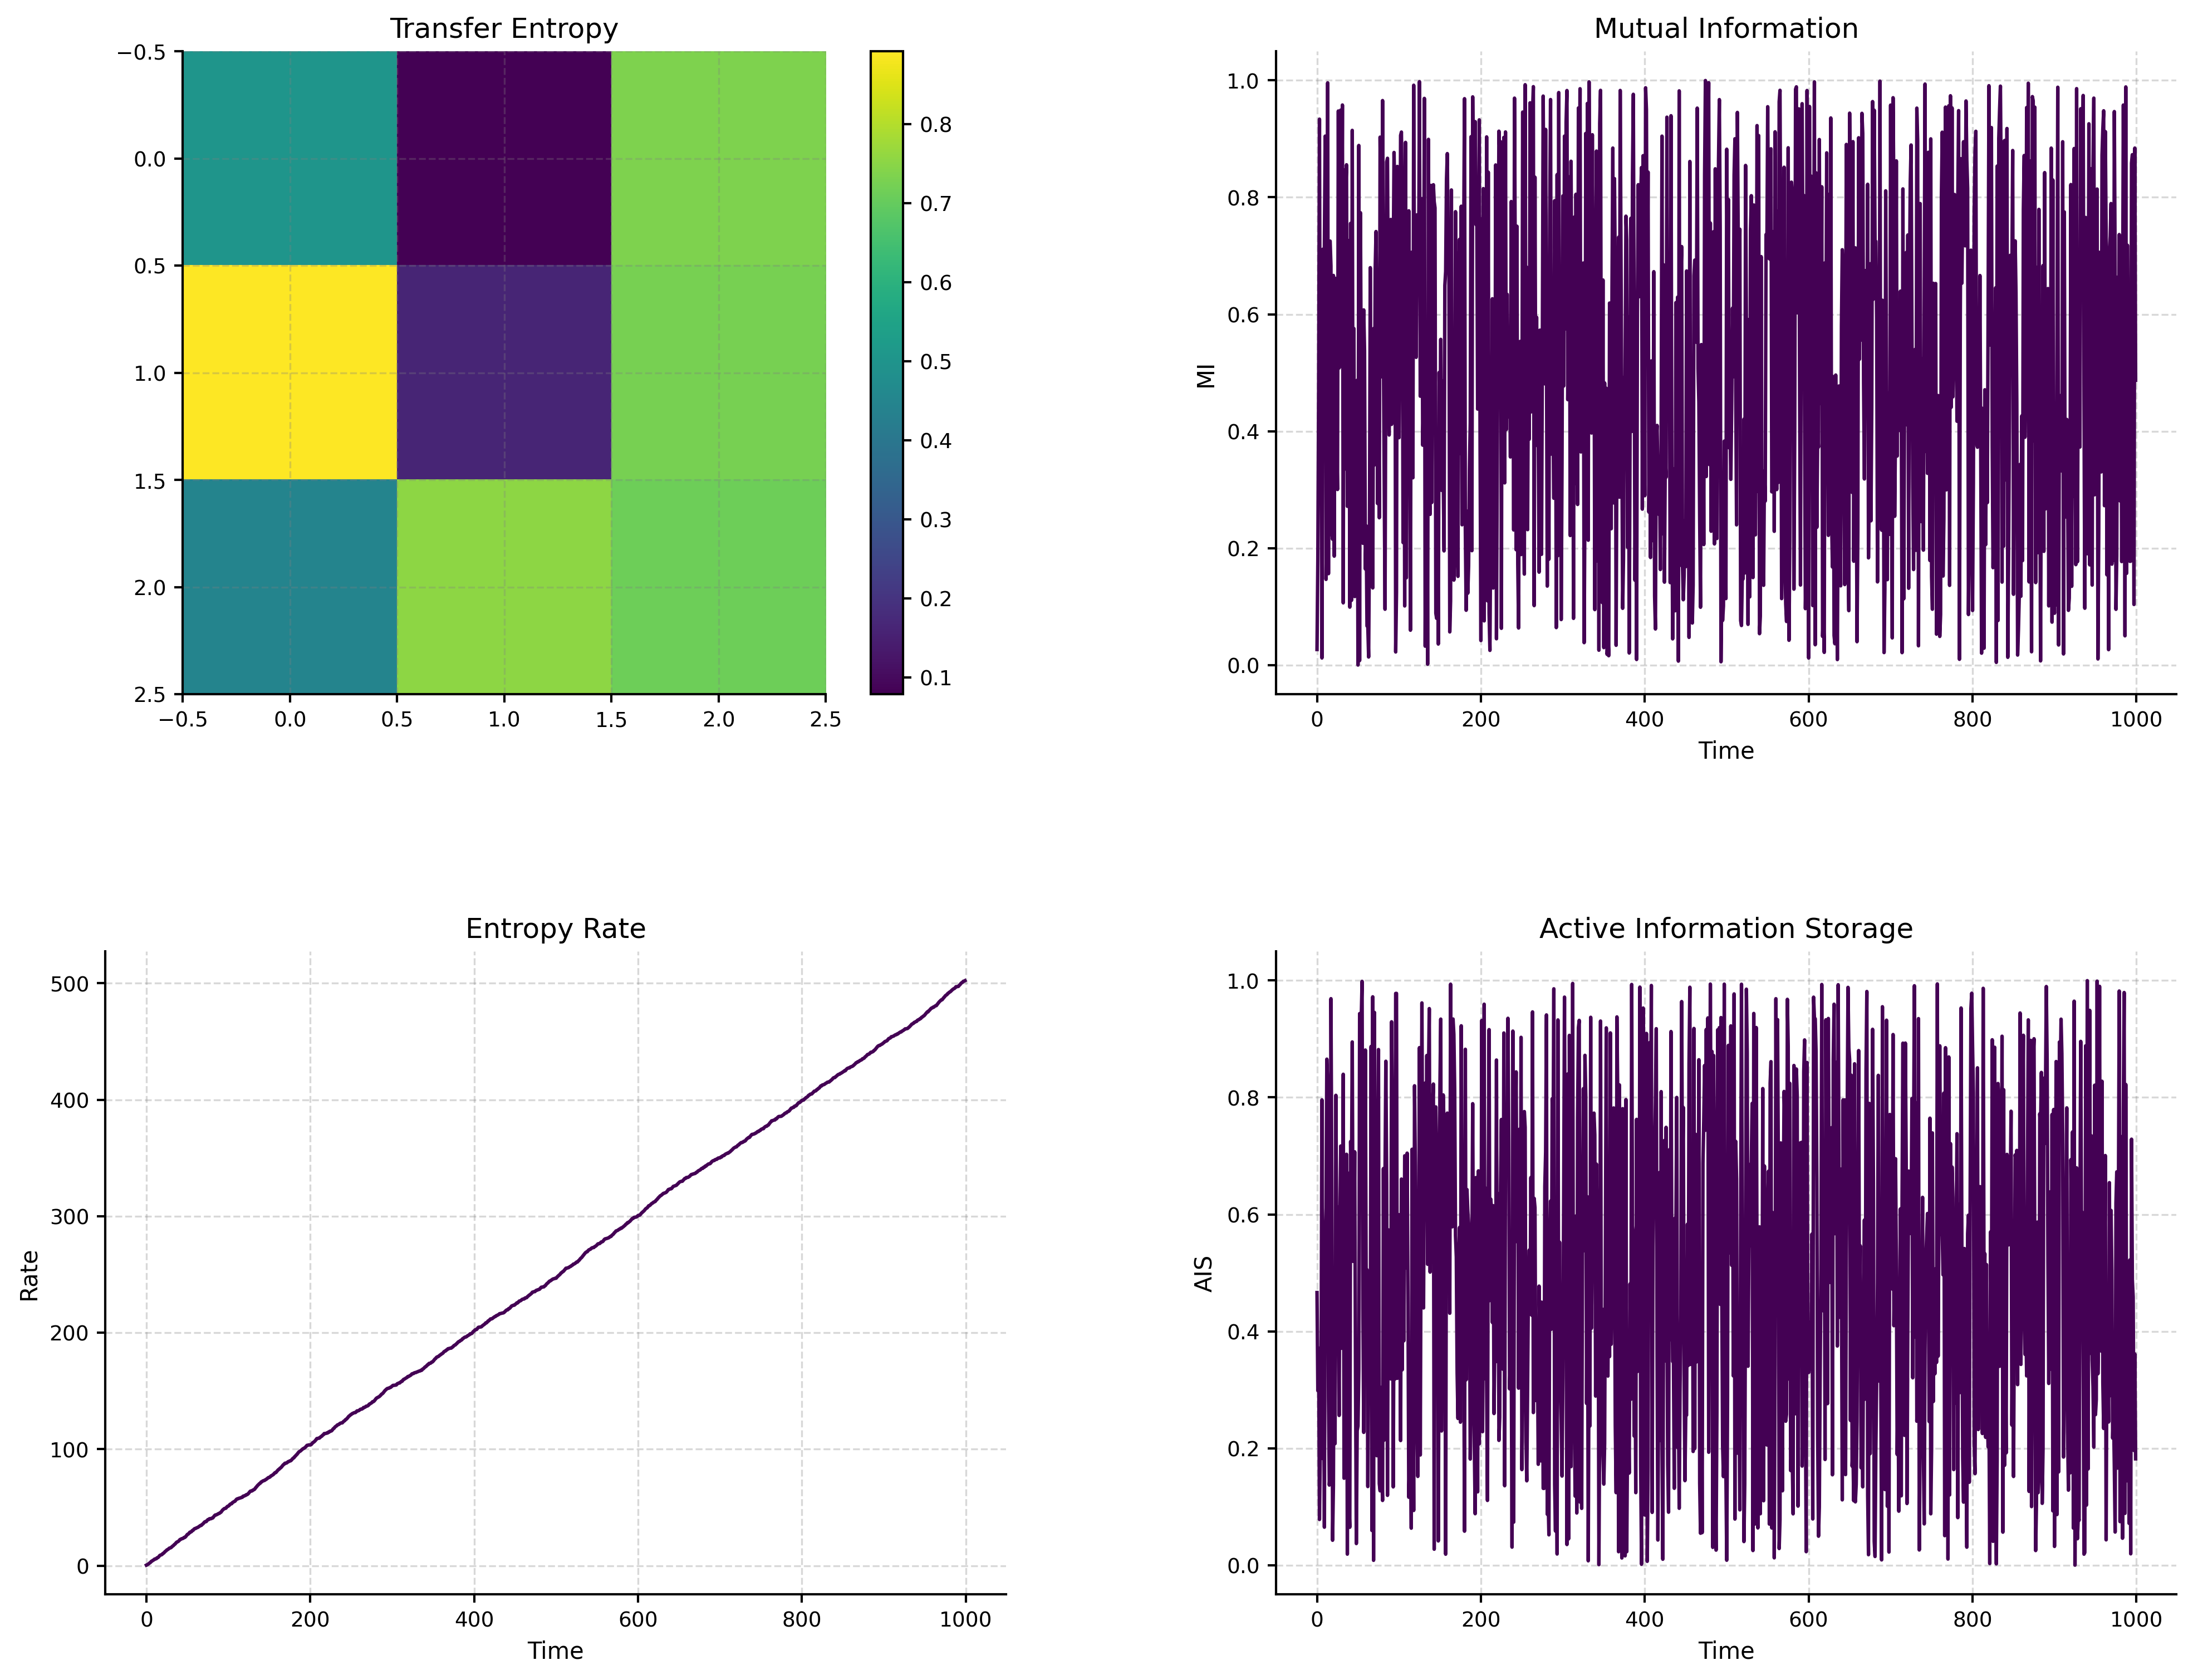 Transfer Entropy
−0.5
0.0
0.5
1.0
1.5
2.0
2.5
−0.5 0.0 0.5 1.0 1.5 2.0 2.5
0.8
0.7
0.6
0.5
0.4
0.3
0.2
0.1
Mutual Information
MI
1.0
0.8
0.6
0.4
0.2
0.0
0 200 400 600 800 1000
Time
Entropy Rate
Rate
500
400
300
200
100
0
0 200 400 600 800 1000
Time
Active Information Storage
AIS
1.0
0.8
0.6
0.4
0.2
0.0
0 200 400 600 800 1000
Time